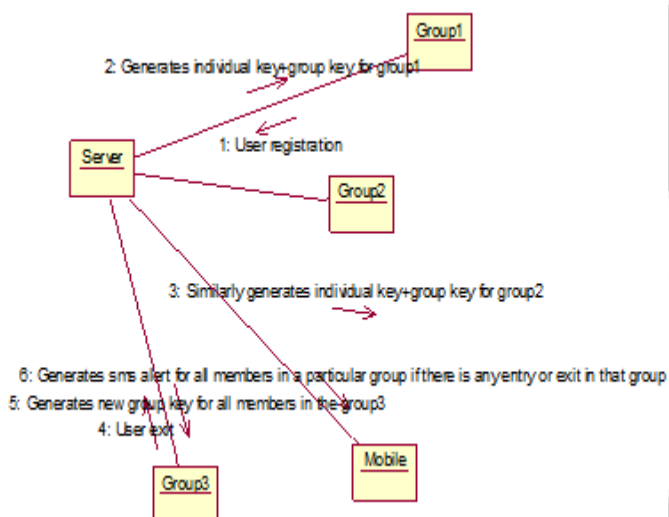 Group1
2: Generates individual key+group key for group1
1: User registration
Server
Group2
3: Similarly generates individual key+group key for group2
6: Generates sms alert for all members in a particular group if there is any entry or exit in that group
5: Generates new group key for all members in the group3
4: User exit
Mobile
Group3